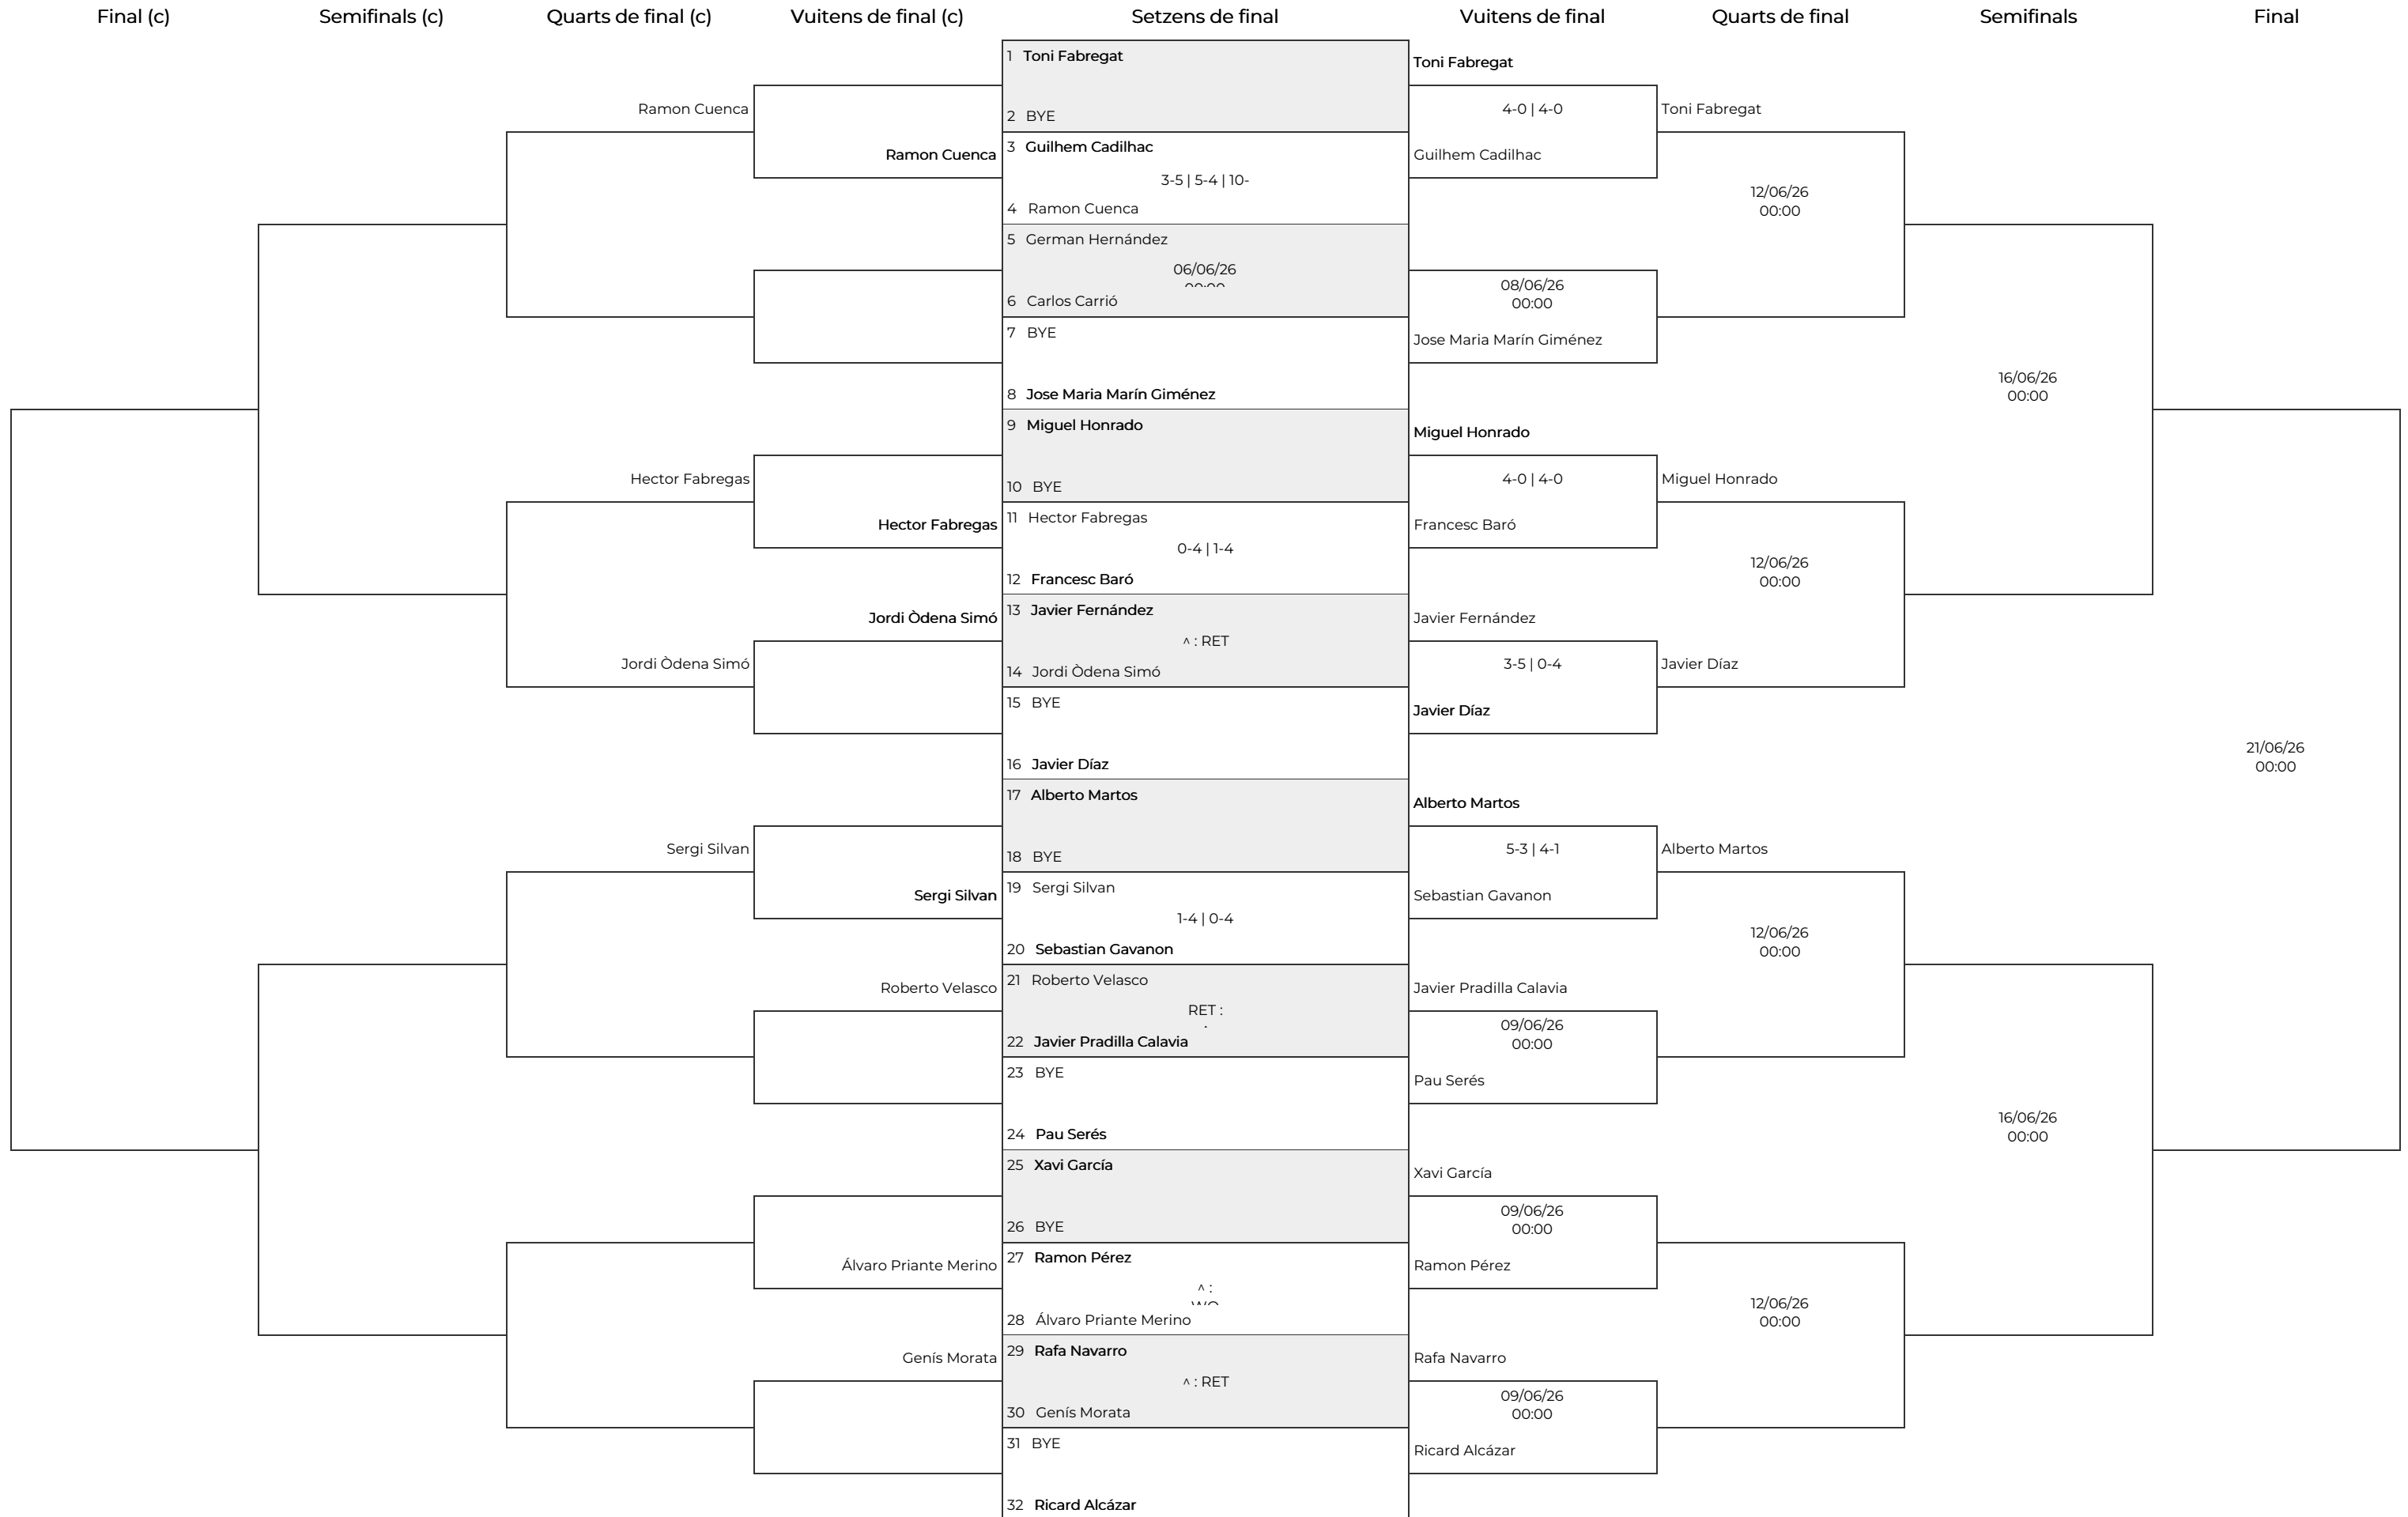 Final (c)
Semifinals (c)
Quarts de final (c)
Vuitens de final (c)
Setzens de final
Vuitens de final
Quarts de final
Semifinals
Final
Ramon Cuenca
Hector Fabregas
Jordi Òdena Simó
Sergi Silvan
Ramon Cuenca
Hector Fabregas
Jordi Òdena Simó
Sergi Silvan
Roberto Velasco
Álvaro Priante Merino
Genís Morata
1 Toni Fabregat
2 BYE
3 Guilhem Cadilhac
3-5 | 5-4 | 10-
4 Ramon Cuenca
5 German Hernández
06/06/26
6 Carlos Carrió
7 BYE
8 Jose Maria Marín Giménez
9 Miguel Honrado
10 BYE
11 Hector Fabregas
0-4 | 1-4
12 Francesc Baró
13 Javier Fernández
^ : RET
14 Jordi Òdena Simó
15 BYE
16 Javier Díaz
17 Alberto Martos
18 BYE
19 Sergi Silvan
1-4 | 0-4
20 Sebastian Gavanon
21 Roberto Velasco
RET :
22 Javier Pradilla Calavia
23 BYE
24 Pau Serés
25 Xavi García
26 BYE
27 Ramon Pérez
^ :
28 Álvaro Priante Merino
29 Rafa Navarro
^ : RET
30 Genís Morata
31 BYE
32 Ricard Alcázar
Toni Fabregat
4-0 | 4-0
Guilhem Cadilhac
08/06/26
00:00
Jose Maria Marín Giménez
Miguel Honrado
4-0 | 4-0
Francesc Baró
Javier Fernández
3-5 | 0-4
Javier Díaz
Alberto Martos
5-3 | 4-1
Sebastian Gavanon
Javier Pradilla Calavia
09/06/26
00:00
Pau Serés
Xavi García
09/06/26
00:00
Ramon Pérez
Rafa Navarro
09/06/26
00:00
Ricard Alcázar
Toni Fabregat
12/06/26
00:00
Miguel Honrado
12/06/26
00:00
Javier Díaz
Alberto Martos
12/06/26
00:00
12/06/26
00:00
16/06/26
00:00
16/06/26
00:00
21/06/26
00:00